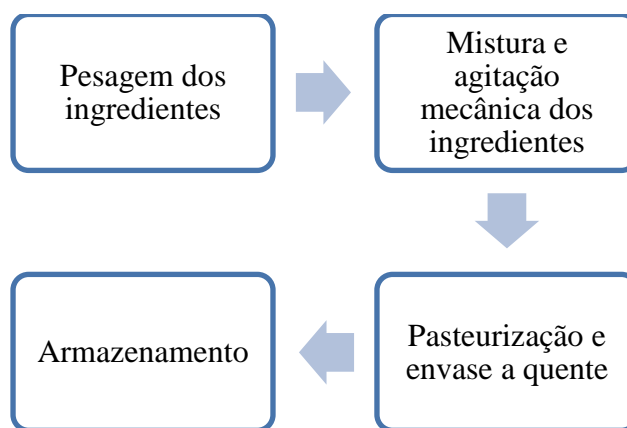 Pesagem dos
ingredientes
Mistura e
agitação
mecânica dos
ingredientes
Pasteurização e
envase a quente
Armazenamento